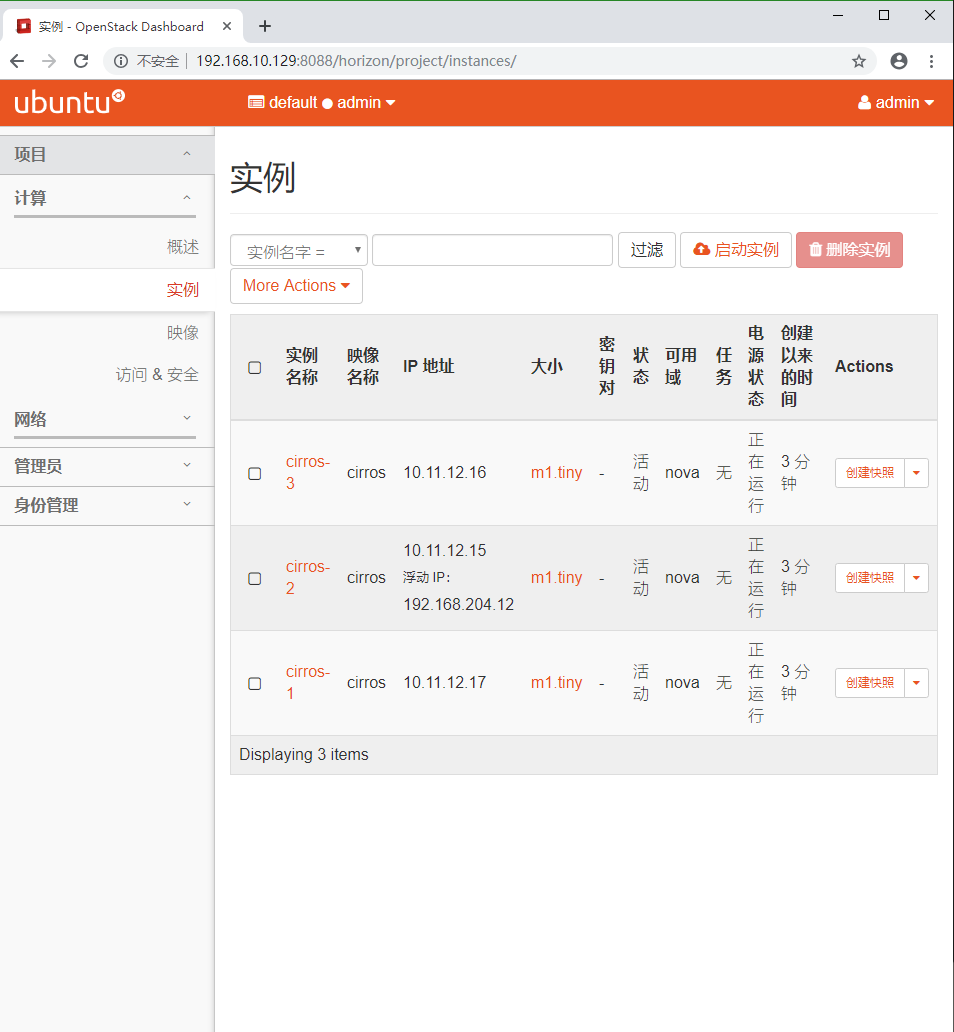 实例 - OpenStack Dashboard
不安全 192.168.10.129:8088/horizon/project/instances/
ubuntu default admin admin
项目
计算
概述
实例
映像
访问 & 安全
网络
管理员
身份管理
实例
实例名字 = 过滤 启动实例 删除实例
More Actions
实例名称 映像名称 IP 地址 大小 密钥对 状态 可用域 任务 电源状态 创建以来的时间 Actions
cirros-3 cirros 10.11.12.16 m1.tiny - 活动 nova 无 正在运行 3 分钟 创建快照
cirros-2 cirros 10.11.12.15 浮动 IP: 192.168.204.12 m1.tiny - 活动 nova 无 正在运行 3 分钟 创建快照
cirros-1 cirros 10.11.12.17 m1.tiny - 活动 nova 无 正在运行 3 分钟 创建快照
Displaying 3 items